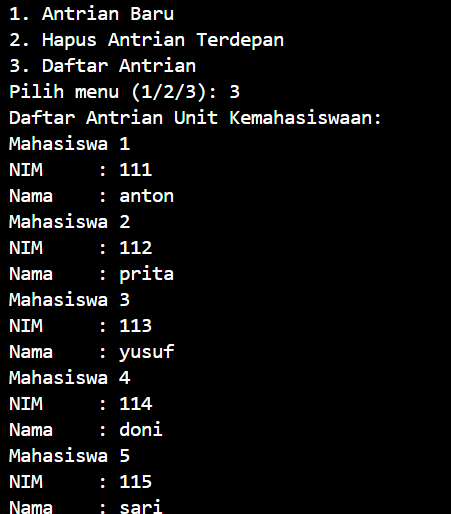 1. Antrian Baru
2. Hapus Antrian Terdepan
3. Daftar Antrian
Pilih menu (1/2/3): 3
Daftar Antrian Unit Kemahasiswaan:
Mahasiswa 1
NIM     : 111
Nama    : anton
Mahasiswa 2
NIM     : 112
Nama    : prita
Mahasiswa 3
NIM     : 113
Nama    : yusuf
Mahasiswa 4
NIM     : 114
Nama    : doni
Mahasiswa 5
NIM     : 115
Nama    : sari